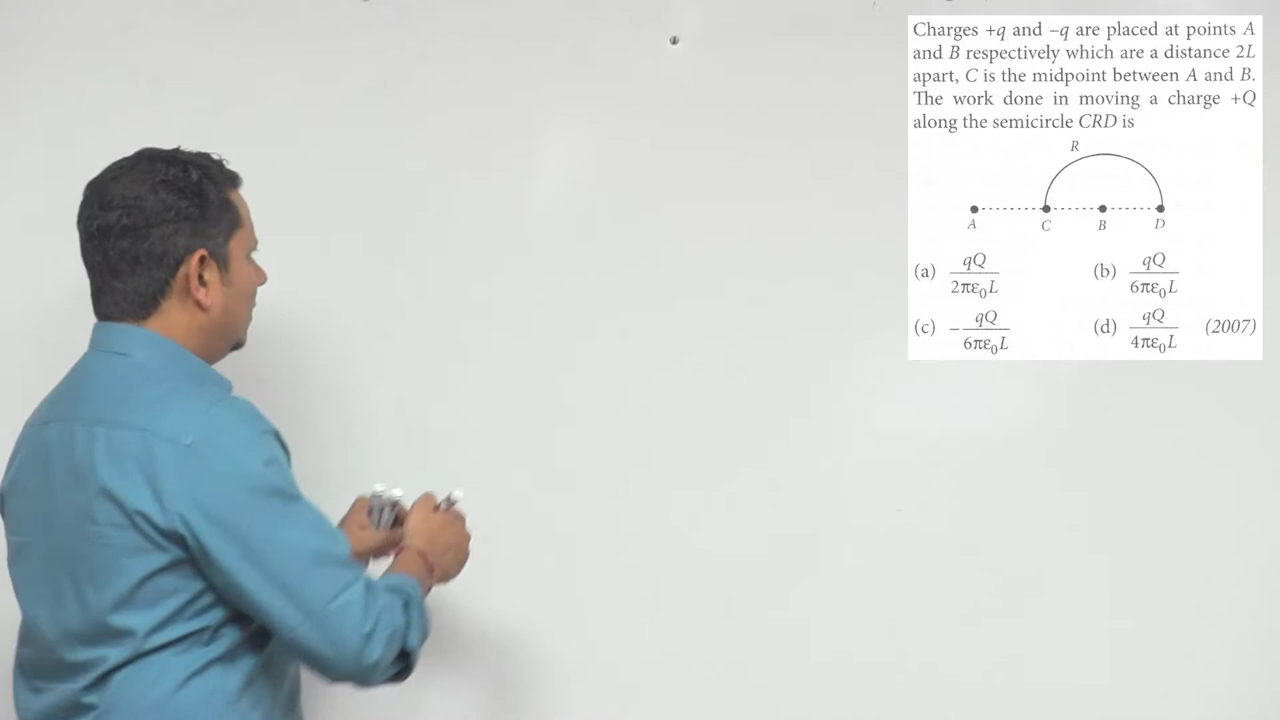 Charges +q and –q are placed at points A
and B respectively which are a distance 2L
apart, C is the midpoint between A and B.
The work done in moving a charge +Q
along the semicircle CRD is
R
A C B D
(a) qQ/2πε₀L (b) qQ/6πε₀L
(c) –qQ/6πε₀L (d) qQ/4πε₀L (2007)